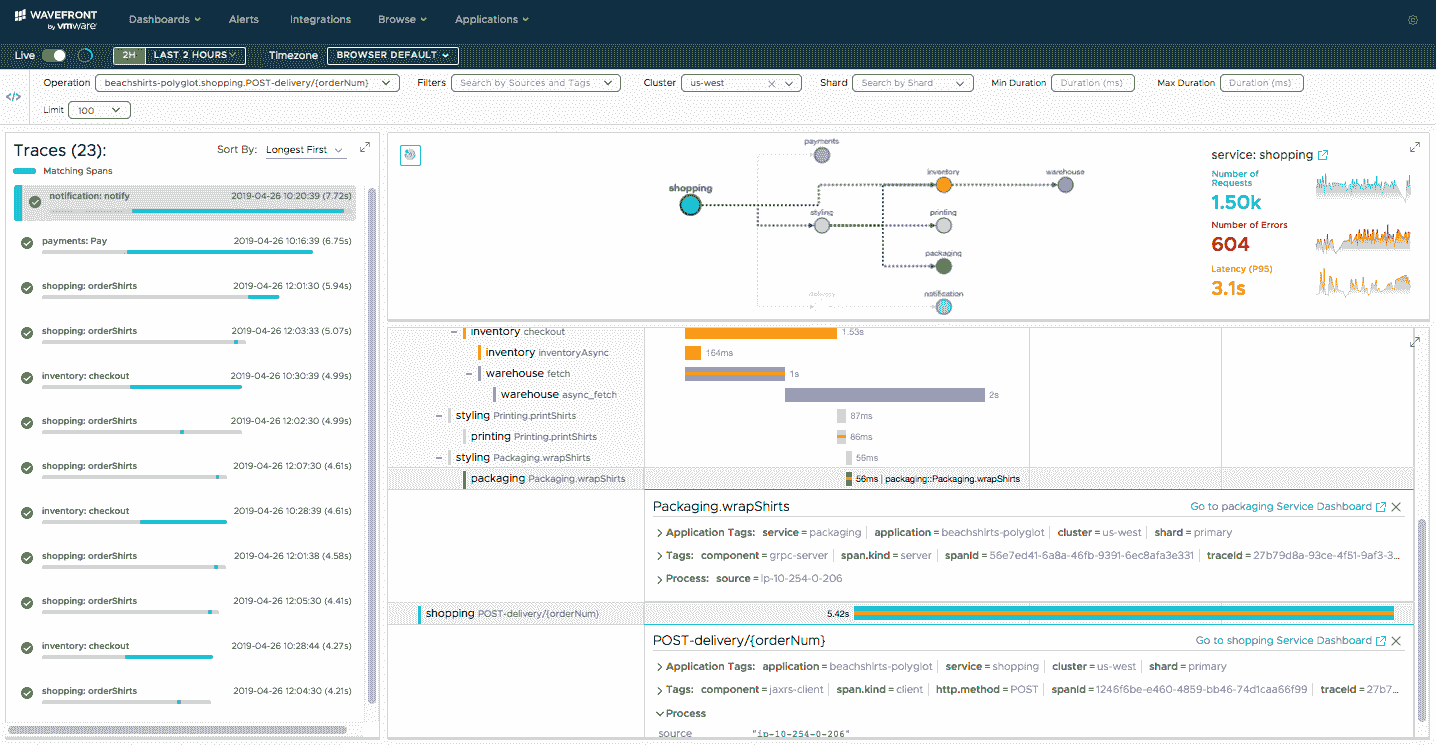 WAVEFRONT
by vmware
Dashboards Alerts Integrations Browse Applications
Live 2H LAST 2 HOURS Timezone BROWSER DEFAULT
Operation beachshirts-polyglot.shopping.POST-delivery/{orderNum} Filters Search by Sources and Tags Cluster us-west Shard Search by Shard Min Duration Duration (ms) Max Duration Duration (ms)
</>
Limit 100
Traces (23): Sort By: Longest First
Matching Spans
notification: notify 2019-04-26 10:20:39 (7.72s)
payments: Pay 2019-04-26 10:16:39 (6.75s)
shopping: orderShirts 2019-04-26 12:01:30 (5.94s)
shopping: orderShirts 2019-04-26 12:03:33 (5.07s)
inventory: checkout 2019-04-26 10:30:39 (4.99s)
shopping: orderShirts 2019-04-26 12:02:30 (4.99s)
shopping: orderShirts 2019-04-26 12:07:30 (4.61s)
inventory: checkout 2019-04-26 10:28:39 (4.61s)
shopping: orderShirts 2019-04-26 12:01:38 (4.58s)
shopping: orderShirts 2019-04-26 12:05:30 (4.41s)
inventory: checkout 2019-04-26 10:28:44 (4.27s)
shopping: orderShirts 2019-04-26 12:04:30 (4.21s)
payments
shopping
inventory
warehouse
styling
printing
packaging
delivery
notification
service: shopping
Number of
Requests
1.50k
Number of Errors
604
Latency (P95)
3.1s
inventory checkout 1.53s
inventory inventoryAsync 164ms
warehouse fetch 1s
warehouse async_fetch 2s
styling Printing.printShirts 87ms
printing Printing.printShirts 86ms
styling Packaging.wrapShirts 56ms
packaging Packaging.wrapShirts 56ms | packaging::Packaging.wrapShirts
Packaging.wrapShirts Go to packaging Service Dashboard
Application Tags: service = packaging application = beachshirts-polyglot cluster = us-west shard = primary
Tags: component = grpc-server span.kind = server spanId = 56e7ed41-6a8a-46fb-9391-6ec8afa3e331 traceId = 27b79d8a-93ce-4f51-9af3-3...
Process: source = ip-10-254-0-206
shopping POST-delivery/{orderNum} 5.42s
POST-delivery/{orderNum} Go to shopping Service Dashboard
Application Tags: application = beachshirts-polyglot service = shopping cluster = us-west shard = primary
Tags: component = jaxrs-client span.kind = client http.method = POST spanId = 1246f6be-e460-4859-bb46-74d1caa66f99 traceId = 27b7...
Process
source "ip-10-254-0-206"